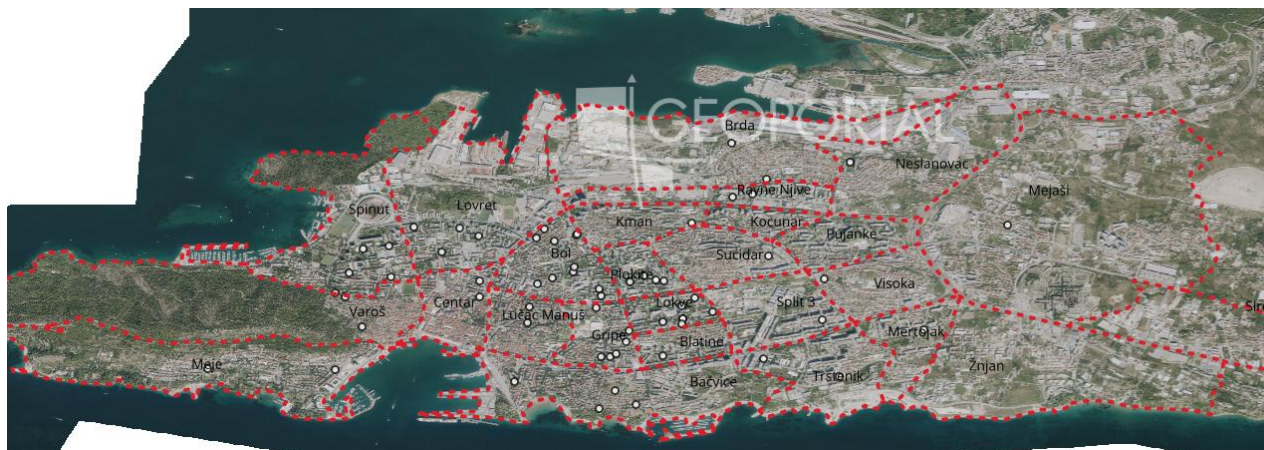 GEOPORTAL
Brda
Neslanovac
Mejaši
Ravne Njive
Spinut
Lovret
Kman
Kocunar
Pujanke
Bol
Sućidar
Plokite
Visoka
Split 3
Centar
Varoš
Lučac Manuš
Lokve
Gripe
Blatine
Mertojak
Žnjan
Meje
Bačvice
Trstenik